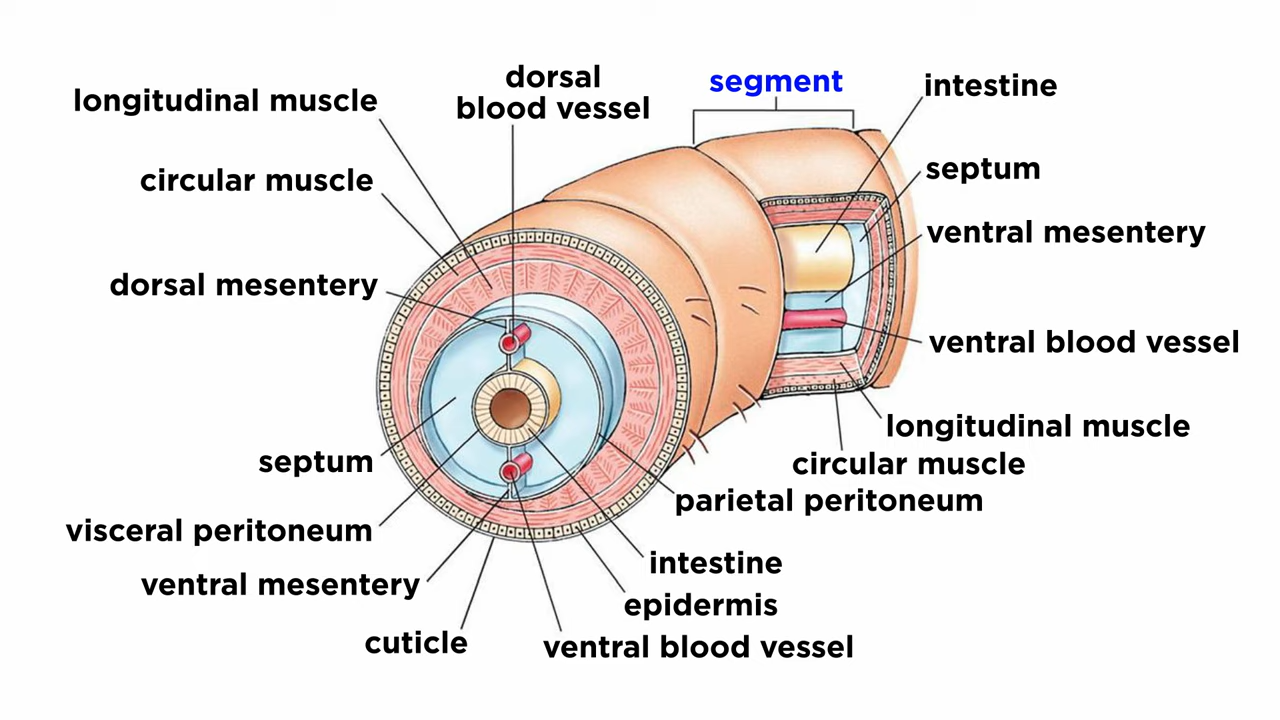 dorsal
blood vessel
segment
intestine
longitudinal muscle
septum
circular muscle
ventral mesentery
dorsal mesentery
ventral blood vessel
longitudinal muscle
septum
circular muscle
parietal peritoneum
visceral peritoneum
intestine
ventral mesentery
epidermis
cuticle
ventral blood vessel